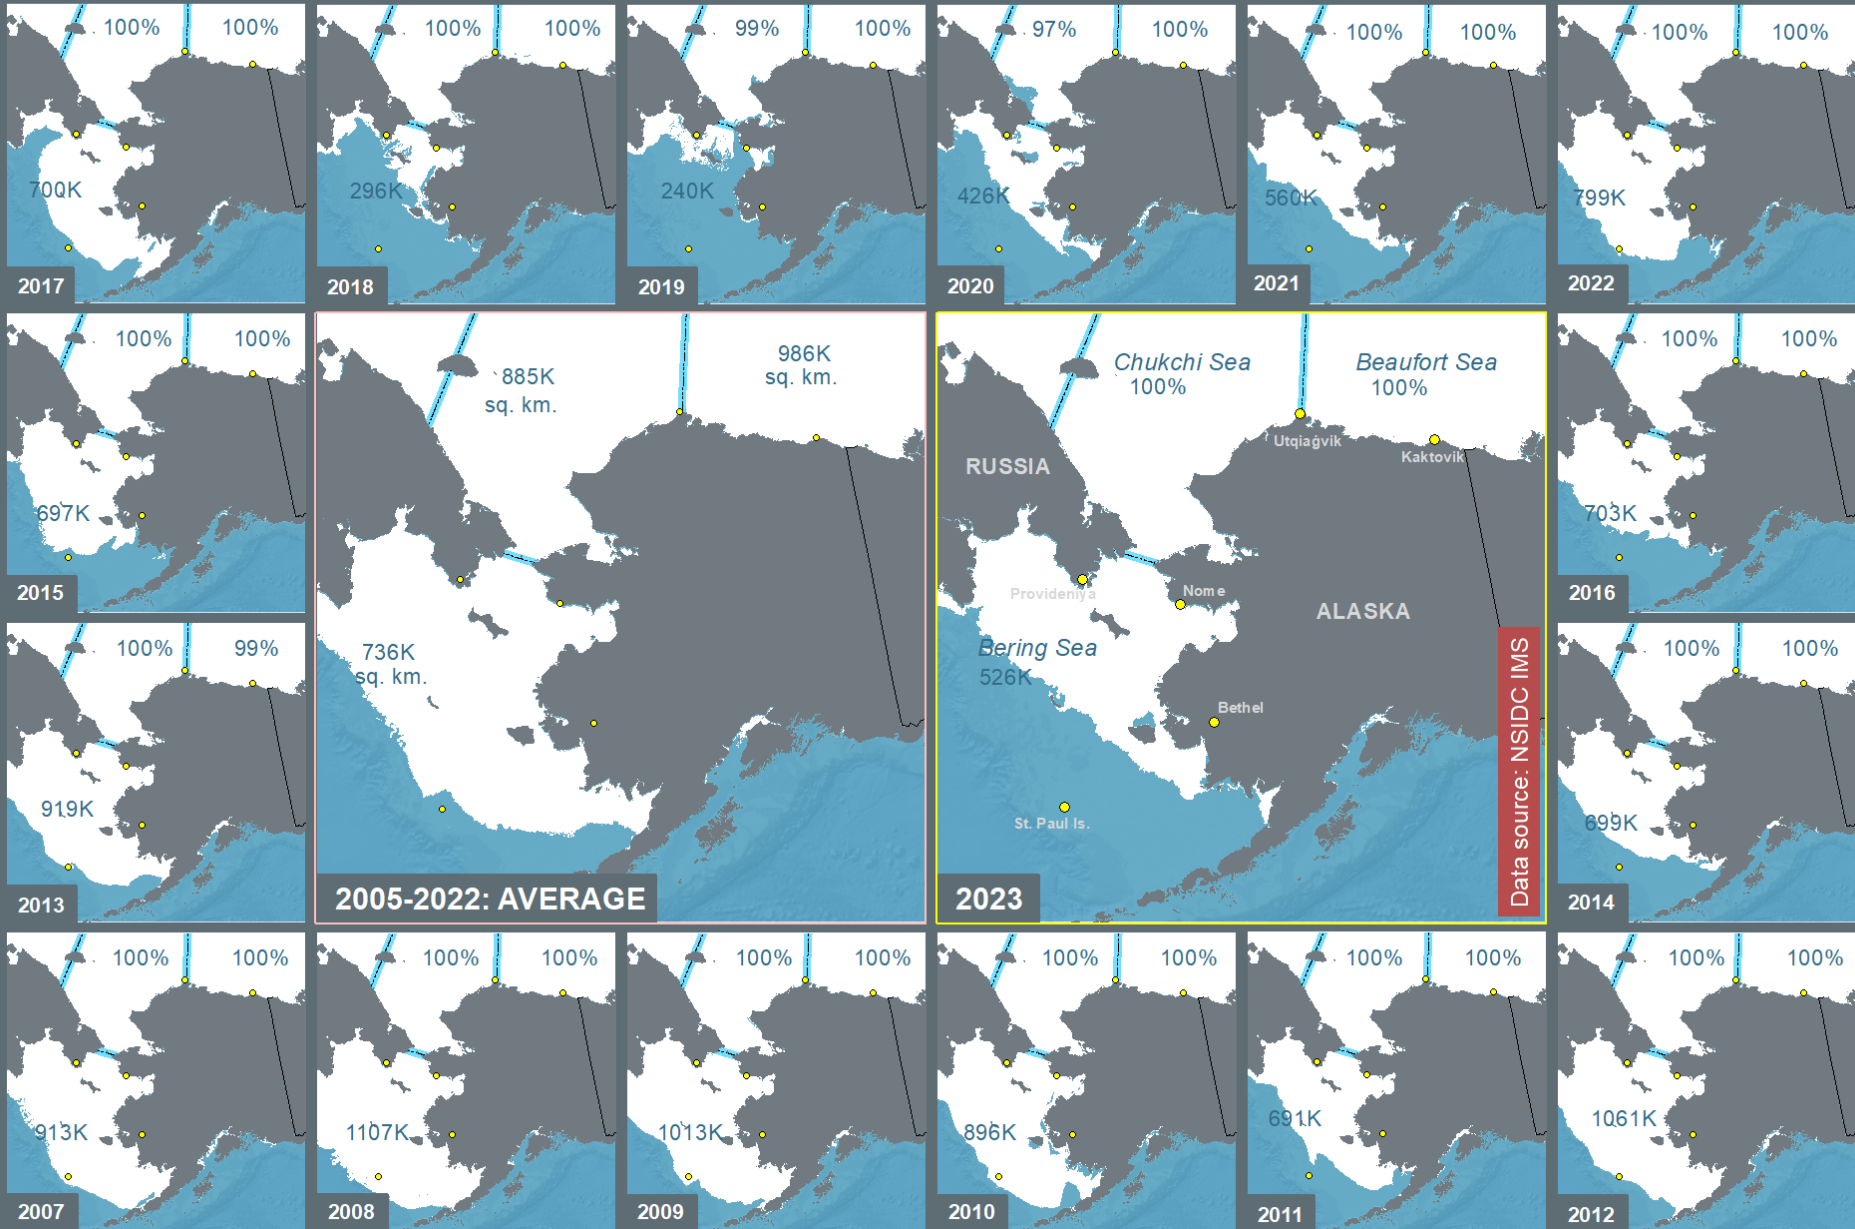 100% 100%
700K
2017
100% 100%
296K
2018
99% 100%
240K
2019
97% 100%
426K
2020
100% 100%
560K
2021
100% 100%
799K
2022
100% 100%
697K
2015
885K
sq. km.
986K
sq. km.
736K
sq. km.
2005-2022: AVERAGE
Chukchi Sea
100%
Beaufort Sea
100%
Utqiaġvik
Kaktovik
RUSSIA
Provideniya
Nome
ALASKA
Bering Sea
526K
Bethel
St. Paul Is.
2023
Data source: NSIDC IMS
100% 100%
703K
2016
100% 99%
919K
2013
100% 100%
699K
2014
100% 100%
913K
2007
100% 100%
1107K
2008
100% 100%
1013K
2009
100% 100%
896K
2010
100% 100%
691K
2011
100% 100%
1061K
2012